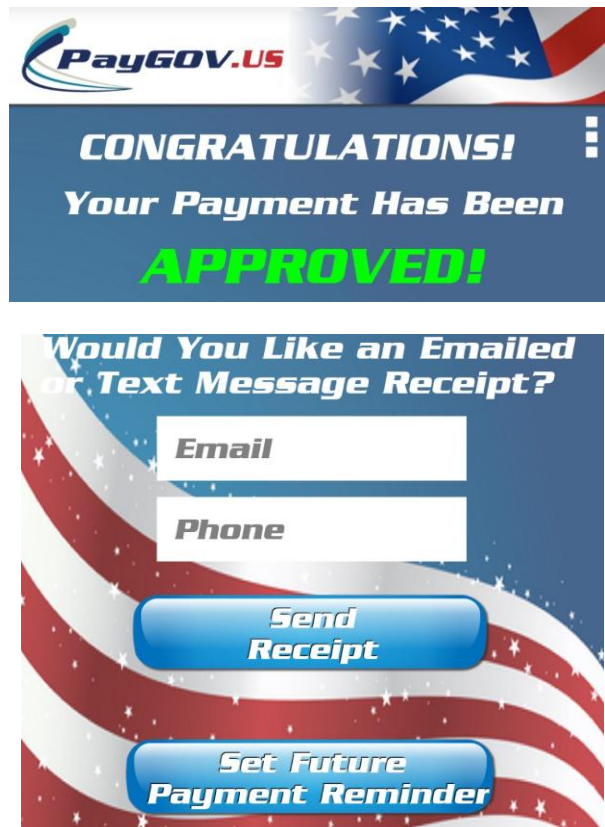 PayGOV.US
CONGRATULATIONS!
Your Payment Has Been
APPROVED!
Would You Like an Emailed
or Text Message Receipt?
Email
Phone
Send
Receipt
Set Future
Payment Reminder